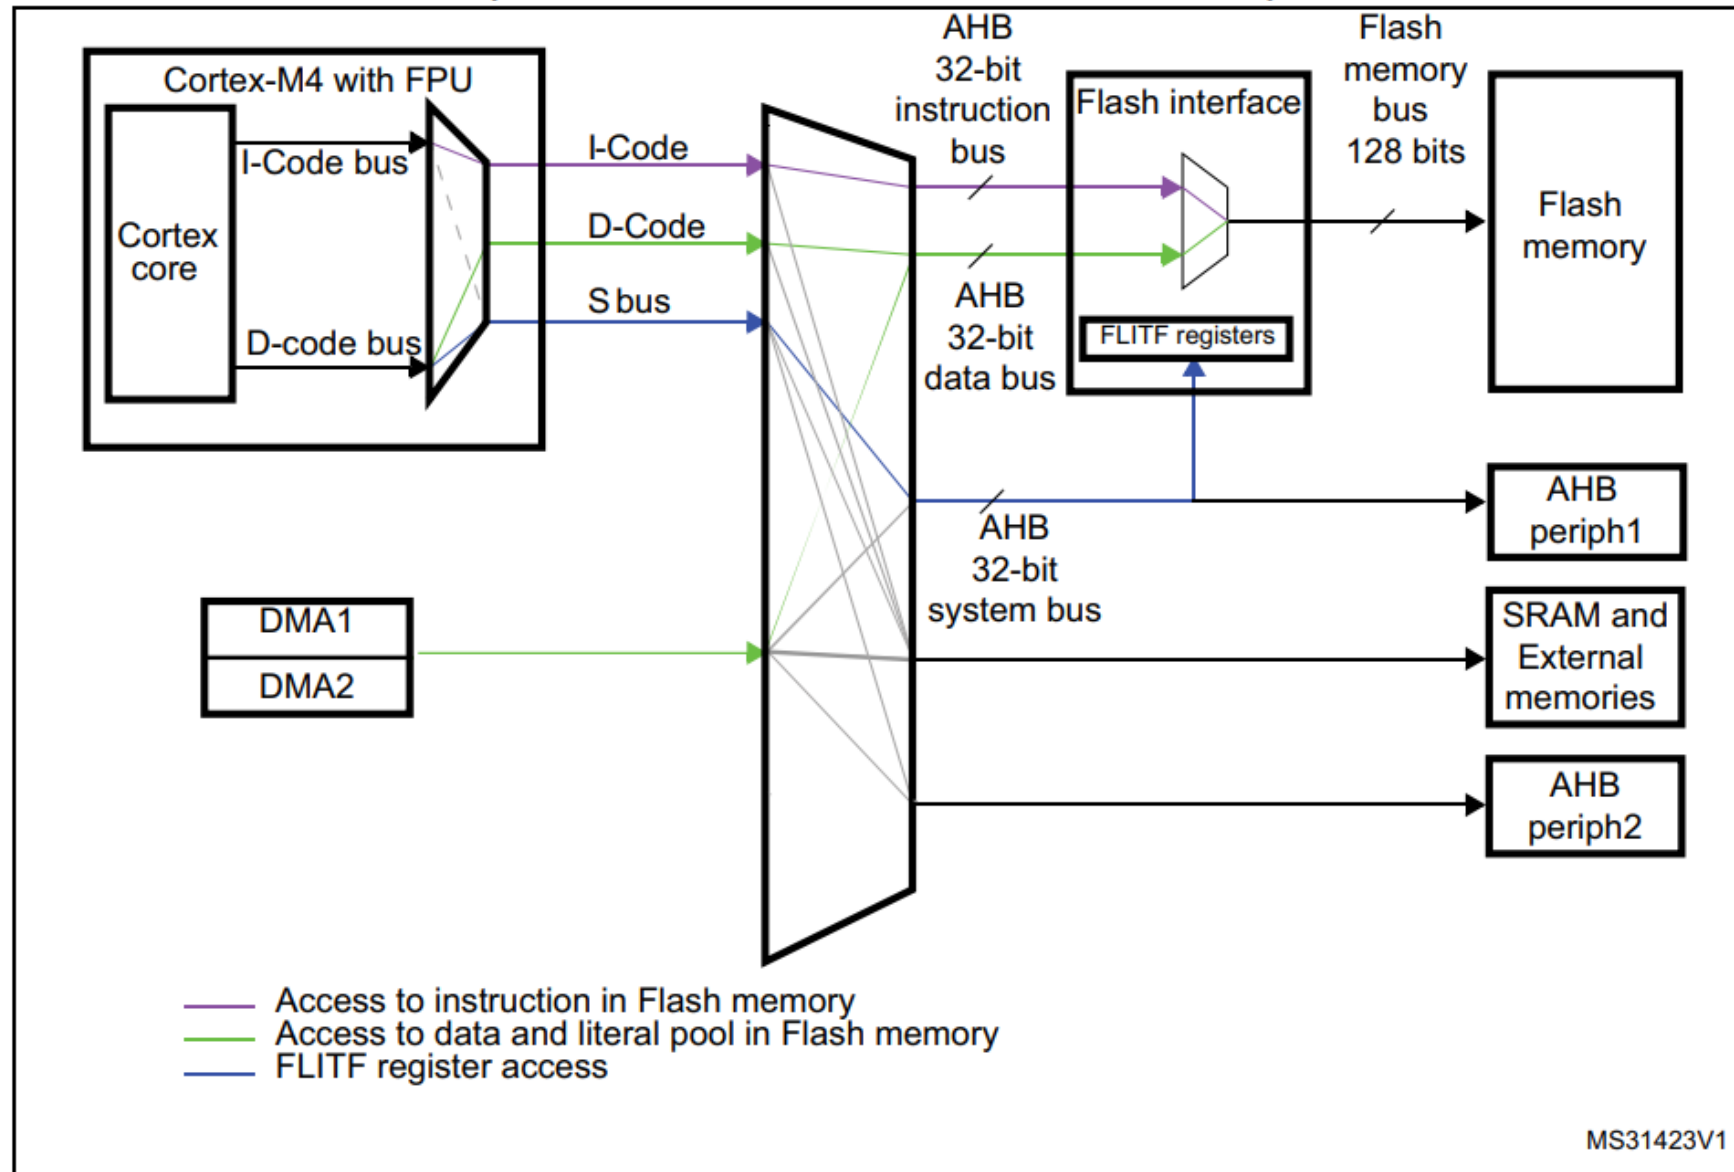 Cortex-M4 with FPU
Cortex
core
I-Code bus
D-code bus
I-Code
D-Code
S bus
AHB
32-bit
instruction
bus
AHB
32-bit
data bus
AHB
32-bit
system bus
Flash interface
FLITF registers
Flash
memory
bus
128 bits
Flash
memory
AHB
periph1
SRAM and
External
memories
AHB
periph2
DMA1
DMA2
Access to instruction in Flash memory
Access to data and literal pool in Flash memory
FLITF register access
MS31423V1